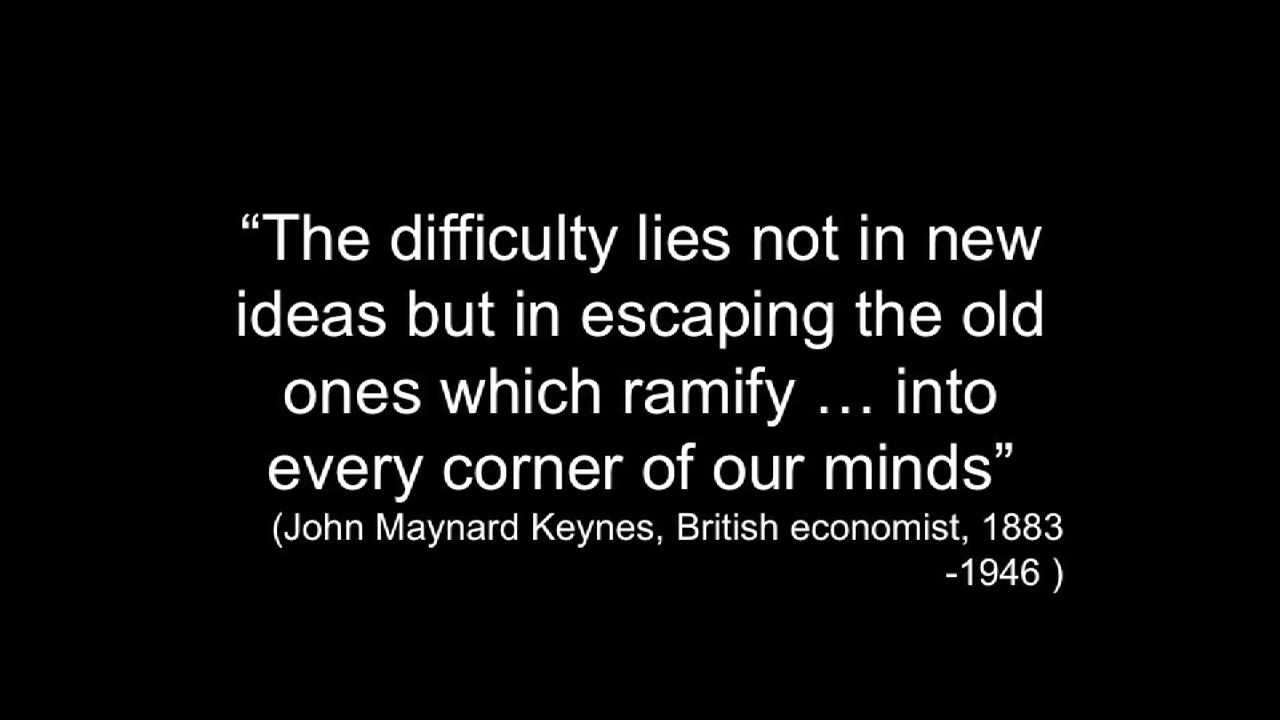 “The difficulty lies not in new
ideas but in escaping the old
ones which ramify … into
every corner of our minds”
(John Maynard Keynes, British economist, 1883
-1946 )